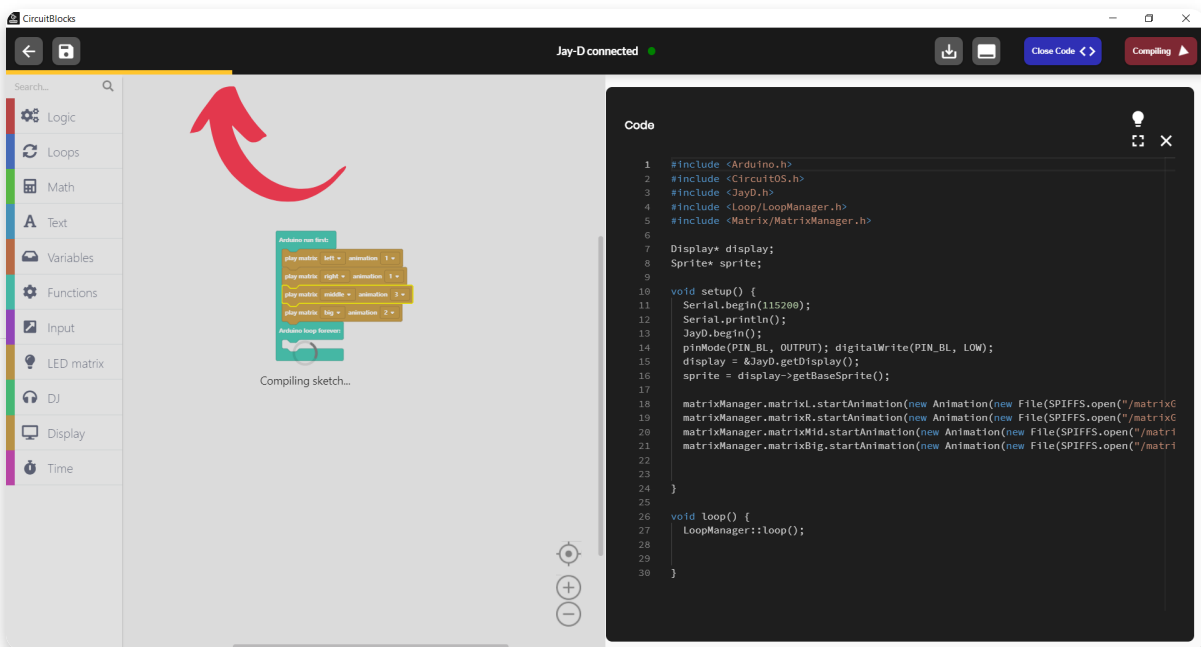 CircuitBlocks
Jay-D connected
Close Code <>
Compiling
Search...
Logic
Loops
Math
Text
Variables
Functions
Input
LED matrix
DJ
Display
Time
Arduino run first:
play matrix left animation 1
play matrix right animation 1
play matrix middle animation 3
play matrix big animation 2
Arduino loop forever:
Compiling sketch...
Code
1 #include <Arduino.h>
2 #include <CircuitOS.h>
3 #include <JayD.h>
4 #include <Loop/LoopManager.h>
5 #include <Matrix/MatrixManager.h>
6
7 Display* display;
8 Sprite* sprite;
9
10 void setup() {
11 Serial.begin(115200);
12 Serial.println();
13 JayD.begin();
14 pinMode(PIN_BL, OUTPUT); digitalWrite(PIN_BL, LOW);
15 display = &JayD.getDisplay();
16 sprite = display->getBaseSprite();
17
18 matrixManager.matrixL.startAnimation(new Animation(new File(SPIFFS.open("/matrixG
19 matrixManager.matrixR.startAnimation(new Animation(new File(SPIFFS.open("/matrixG
20 matrixManager.matrixMid.startAnimation(new Animation(new File(SPIFFS.open("/matri
21 matrixManager.matrixBig.startAnimation(new Animation(new File(SPIFFS.open("/matri
22
23
24 }
25
26 void loop() {
27 LoopManager::loop();
28
29
30 }